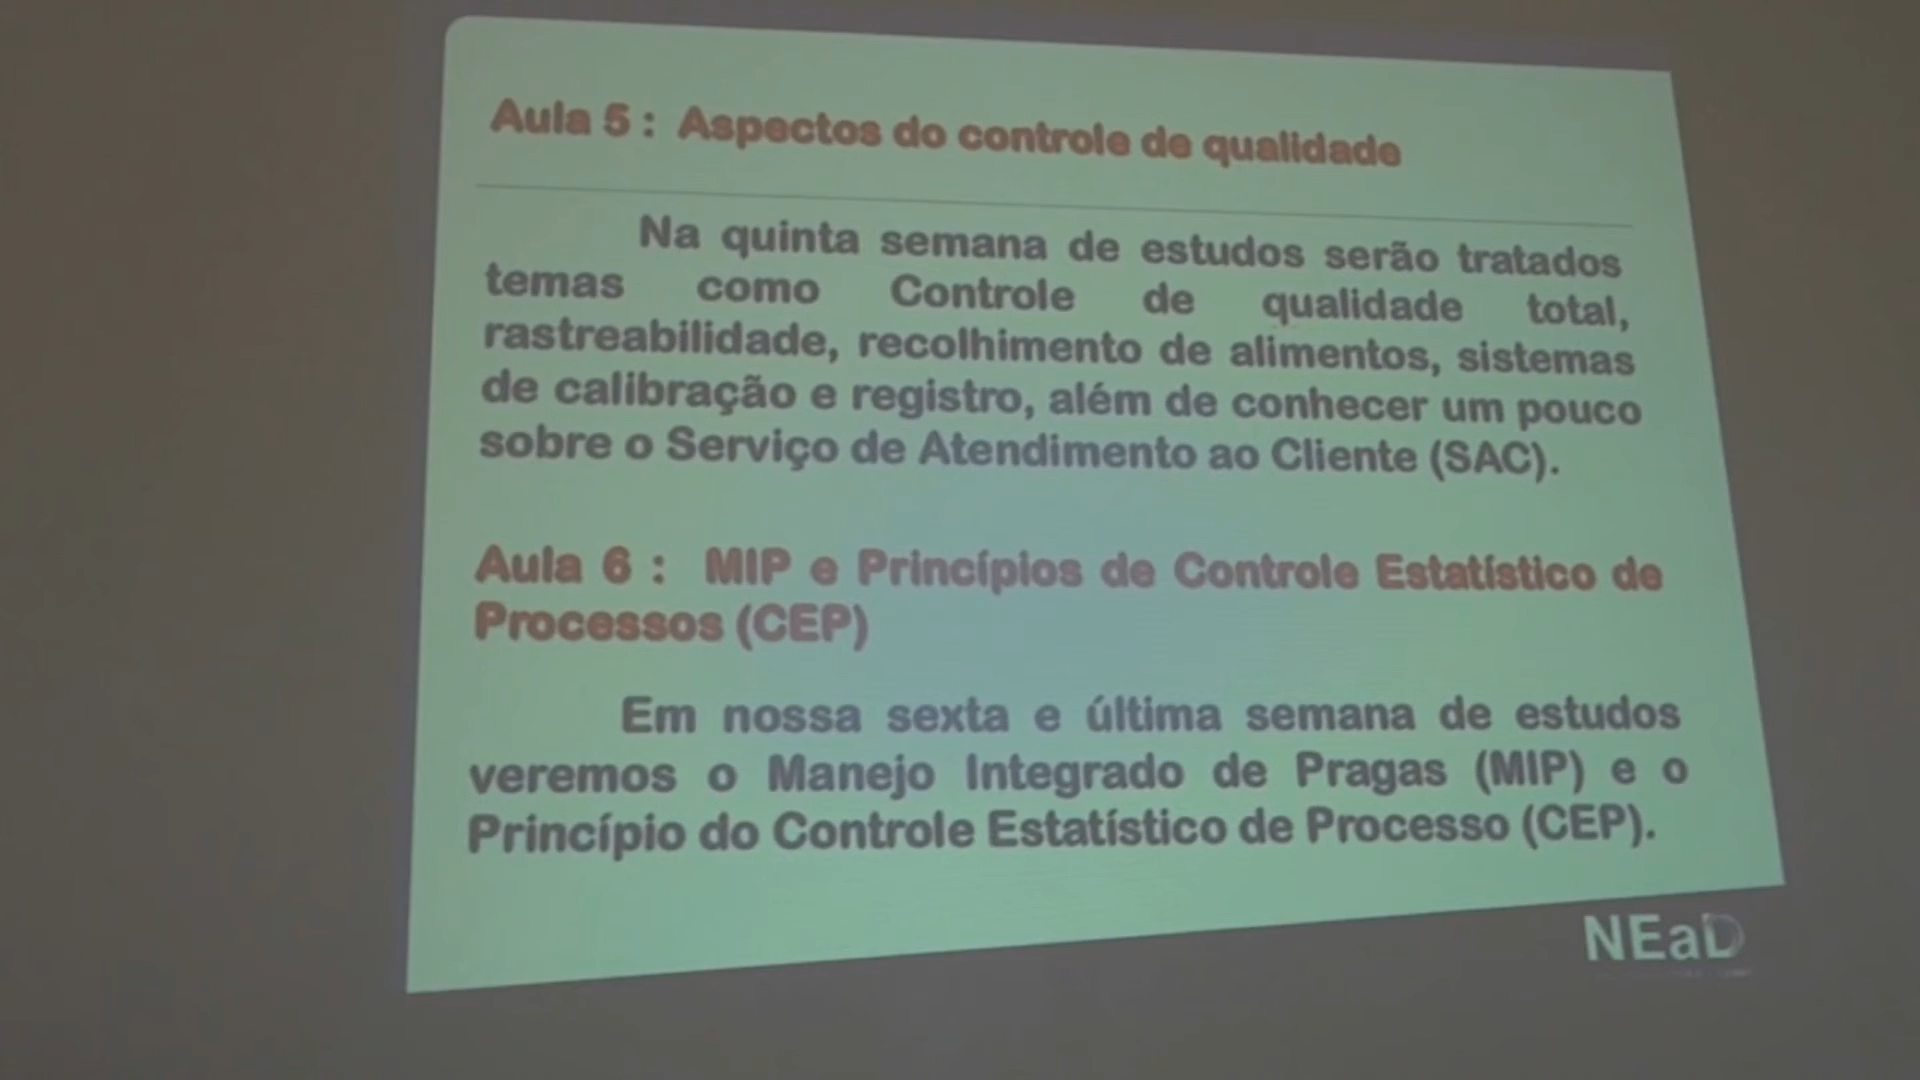 Aula 5 : Aspectos do controle de qualidade
Na quinta semana de estudos serão tratados
temas como Controle de qualidade total,
rastreabilidade, recolhimento de alimentos, sistemas
de calibração e registro, além de conhecer um pouco
sobre o Serviço de Atendimento ao Cliente (SAC).
Aula 6 : MIP e Princípios de Controle Estatístico de
Processos (CEP)
Em nossa sexta e última semana de estudos
veremos o Manejo Integrado de Pragas (MIP) e o
Princípio do Controle Estatístico de Processo (CEP).
NEaD